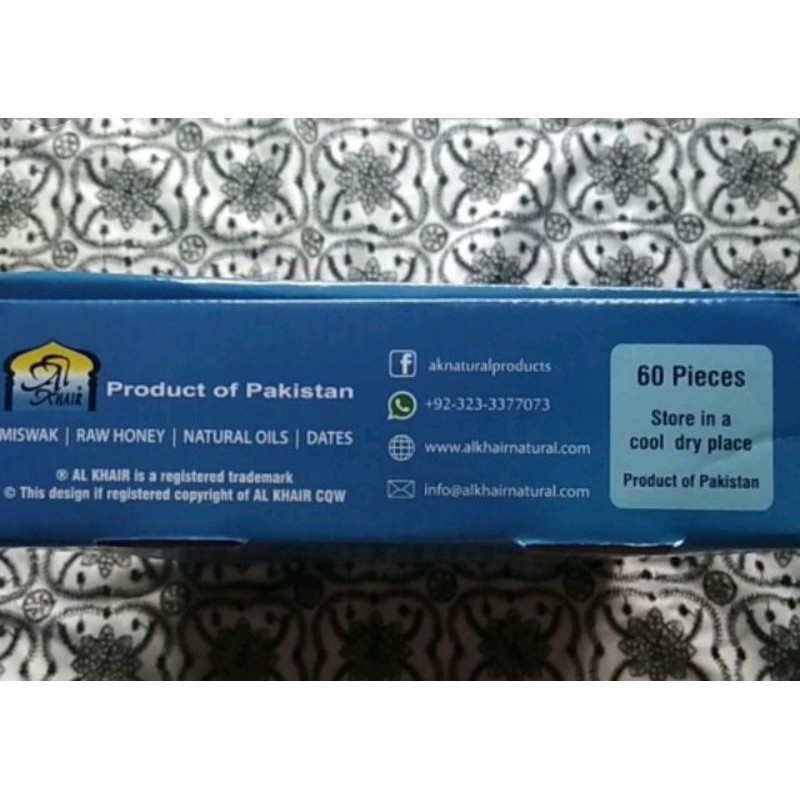 Al
KHAIR
Product of Pakistan
MISWAK | RAW HONEY | NATURAL OILS | DATES
® AL KHAIR is a registered trademark
© This design if registered copyright of AL KHAIR CQW
f aknaturalproducts
+92-323-3377073
www.alkhairnatural.com
info@alkhairnatural.com
60 Pieces
Store in a
cool dry place
Product of Pakistan